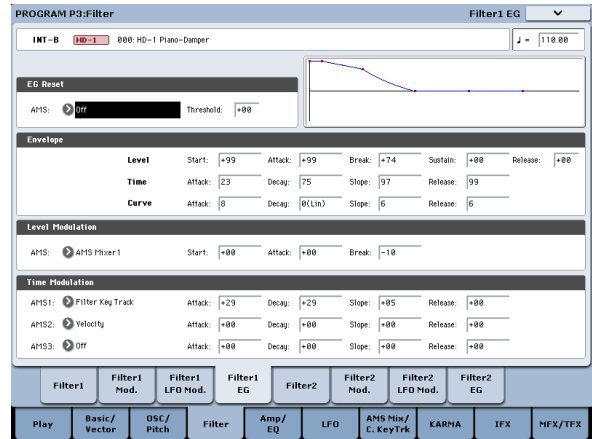 PROGRAM P3:Filter Filter1 EG
INT-B HD-1 000: HD-1 Piano-Damper ♩ = 110.00
EG Reset
AMS: Off Threshold: +00
Envelope
Level Start: +99 Attack: +99 Break: +74 Sustain: +00 Release: +00
Time Attack: 23 Decay: 75 Slope: 97 Release: 99
Curve Attack: 8 Decay: 0(Lin) Slope: 6 Release: 6
Level Modulation
AMS: AMS Mixer1 Start: +00 Attack: +00 Break: -10
Time Modulation
AMS1: Filter Key Track Attack: +29 Decay: +29 Slope: +05 Release: +00
AMS2: Velocity Attack: +00 Decay: +00 Slope: +00 Release: +00
AMS3: Off Attack: +00 Decay: +00 Slope: +00 Release: +00
Filter1 Filter1 Mod. Filter1 LFO Mod. Filter1 EG Filter2 Filter2 Mod. Filter2 LFO Mod. Filter2 EG
Play Basic/ Vector OSC/ Pitch Filter Amp/ EQ LFO AMS Mix/ C. KeyTrk KARMA IFX MFX/TFX